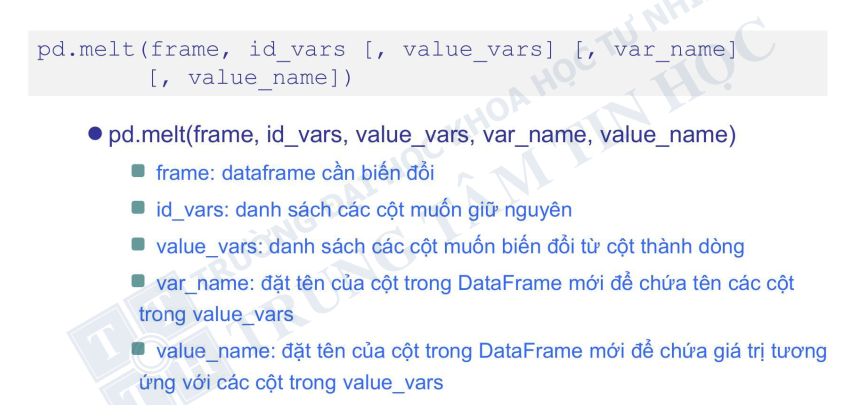 pd.melt(frame, id_vars [, value_vars] [, var_name]
[, value_name])
pd.melt(frame, id_vars, value_vars, var_name, value_name)
frame: dataframe cần biến đổi
id_vars: danh sách các cột muốn giữ nguyên
value_vars: danh sách các cột muốn biến đổi từ cột thành dòng
var_name: đặt tên của cột trong DataFrame mới để chứa tên các cột
trong value_vars
value_name: đặt tên của cột trong DataFrame mới để chứa giá trị tương
ứng với các cột trong value_vars
TRƯỜNG ĐẠI HỌC KHOA HỌC TỰ NHI
TRUNG TÂM TIN HỌC
T T
T